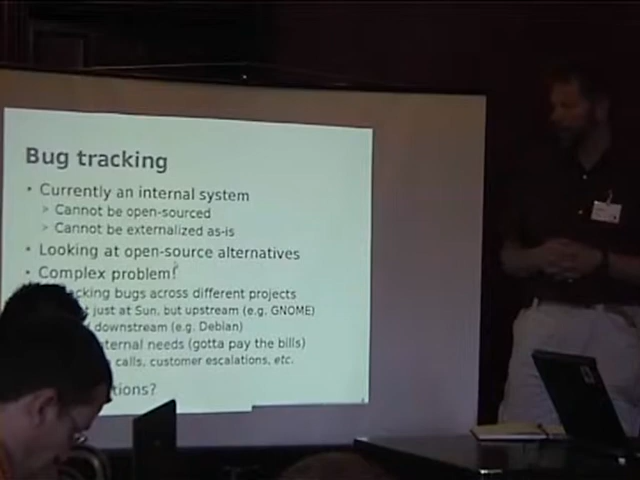 Bug tracking
• Currently an internal system
> Cannot be open-sourced
> Cannot be externalized as-is
• Looking at open-source alternatives
• Complex problem!
cking bugs across different projects
t just at Sun, but upstream (e.g. GNOME)
downstream (e.g. Debian)
ternal needs (gotta pay the bills)
calls, customer escalations, etc.
tions?